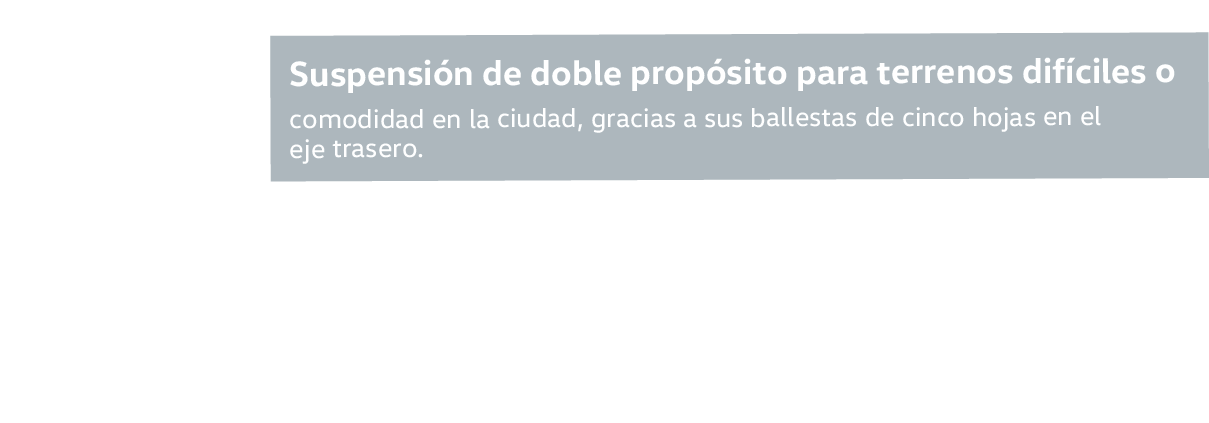 Suspensión de doble propósito para terrenos difíciles o
comodidad en la ciudad, gracias a sus ballestas de cinco hojas en el
eje trasero.